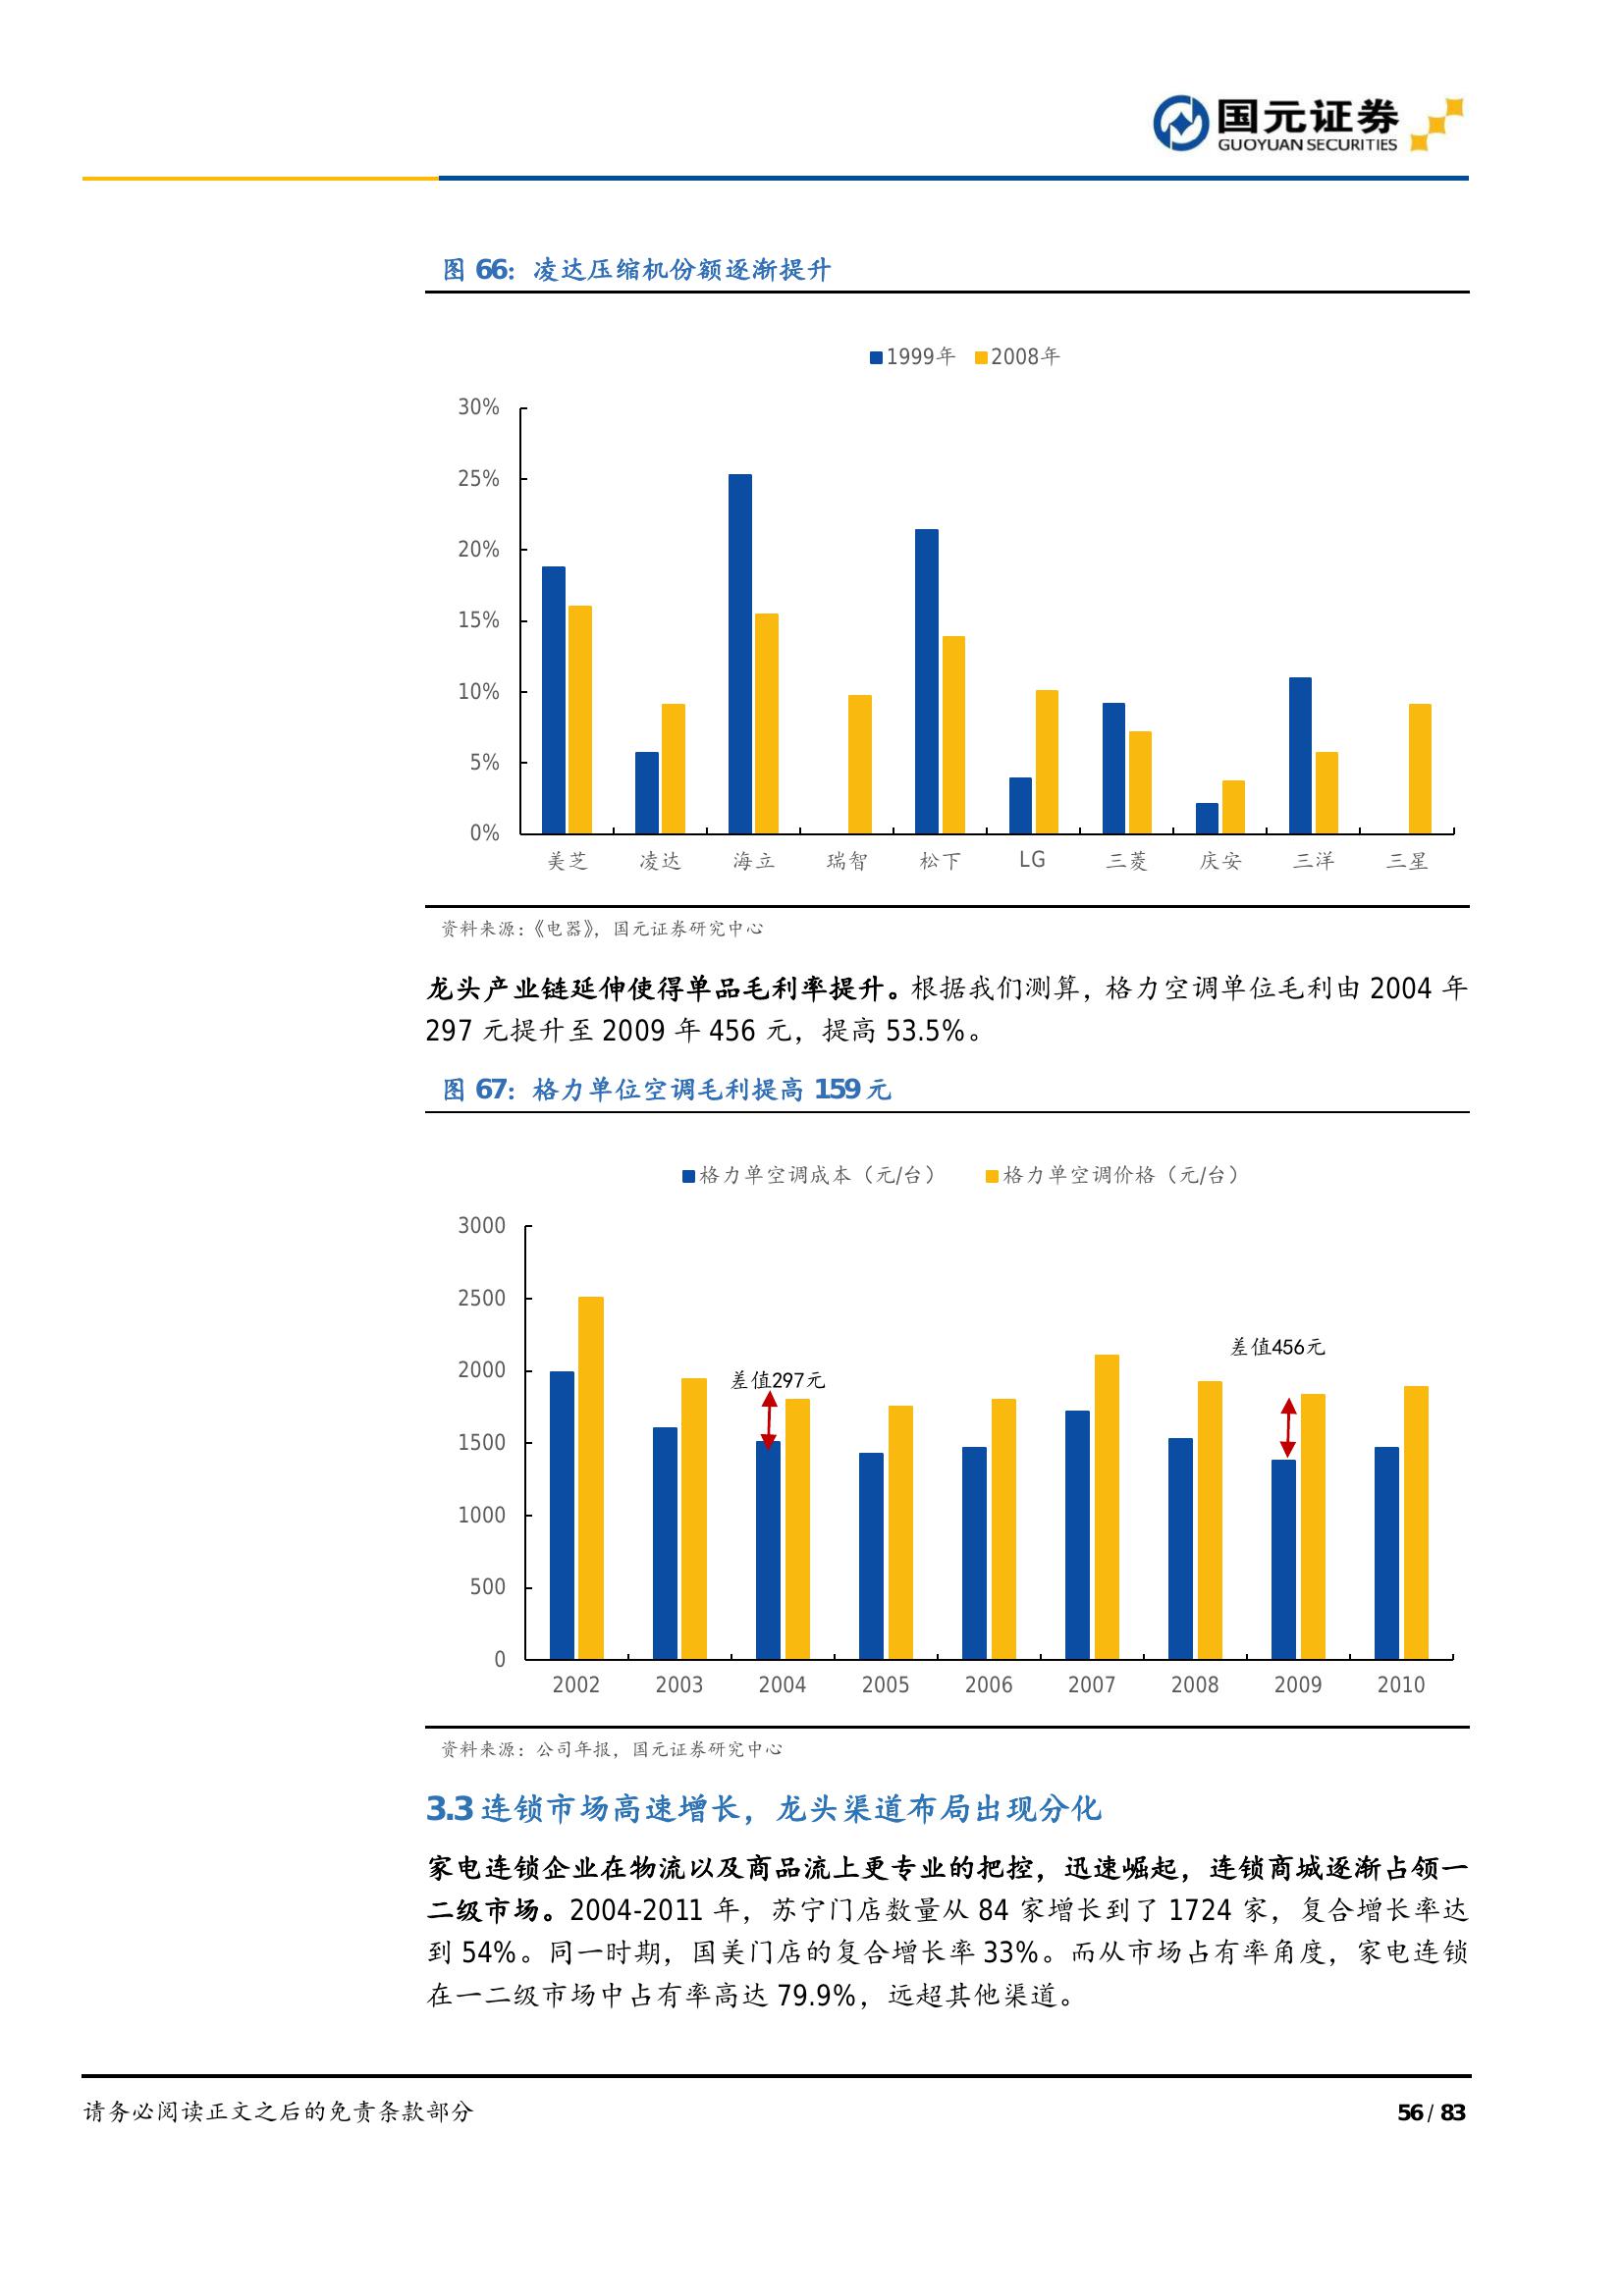 国元证券
GUOYUAN SECURITIES
图 66：凌达压缩机份额逐渐提升
1999年 2008年
30%
25%
20%
15%
10%
5%
0%
美芝 凌达 海立 瑞智 松下 LG 三菱 庆安 三洋 三星
资料来源：《电器》，国元证券研究中心
龙头产业链延伸使得单品毛利率提升。根据我们测算，格力空调单位毛利由 2004 年
297 元提升至 2009 年 456 元，提高 53.5%。
图 67：格力单位空调毛利提高 159 元
格力单空调成本（元/台） 格力单空调价格（元/台）
3000
2500
2000
1500
1000
500
0
差值297元
差值456元
2002 2003 2004 2005 2006 2007 2008 2009 2010
资料来源：公司年报，国元证券研究中心
3.3 连锁市场高速增长，龙头渠道布局出现分化
家电连锁企业在物流以及商品流上更专业的把控，迅速崛起，连锁商城逐渐占领一
二级市场。2004-2011 年，苏宁门店数量从 84 家增长到了 1724 家，复合增长率达
到 54%。同一时期，国美门店的复合增长率 33%。而从市场占有率角度，家电连锁
在一二级市场中占有率高达 79.9%，远超其他渠道。
请务必阅读正文之后的免责条款部分
56 / 83